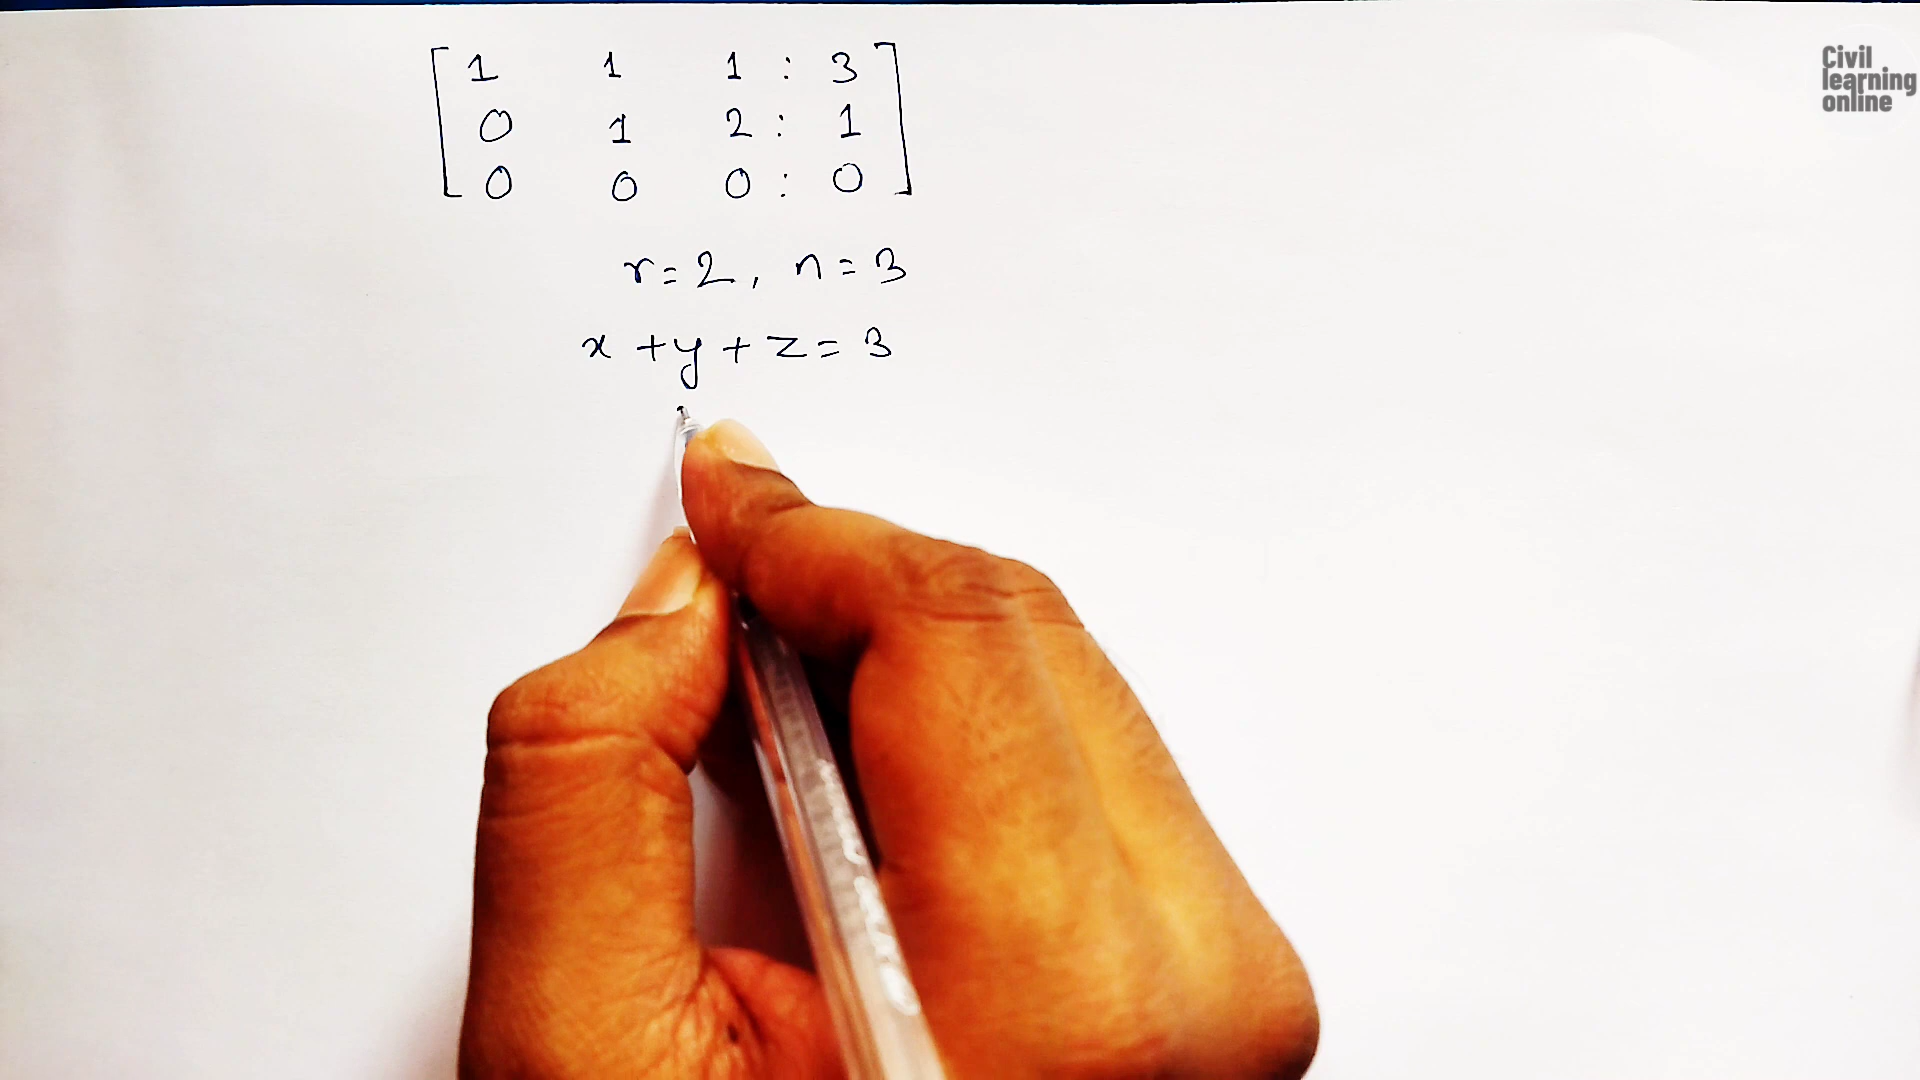 1 1 1 : 3
0 1 2 : 1
0 0 0 : 0
r=2, n=3
x+y+z=3
Civil
learning
online